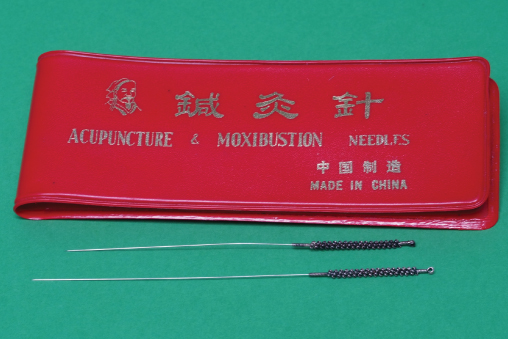 鍼灸針
ACUPUNCTURE & MOXIBUSTION NEEDLES
中国制造
MADE IN CHINA